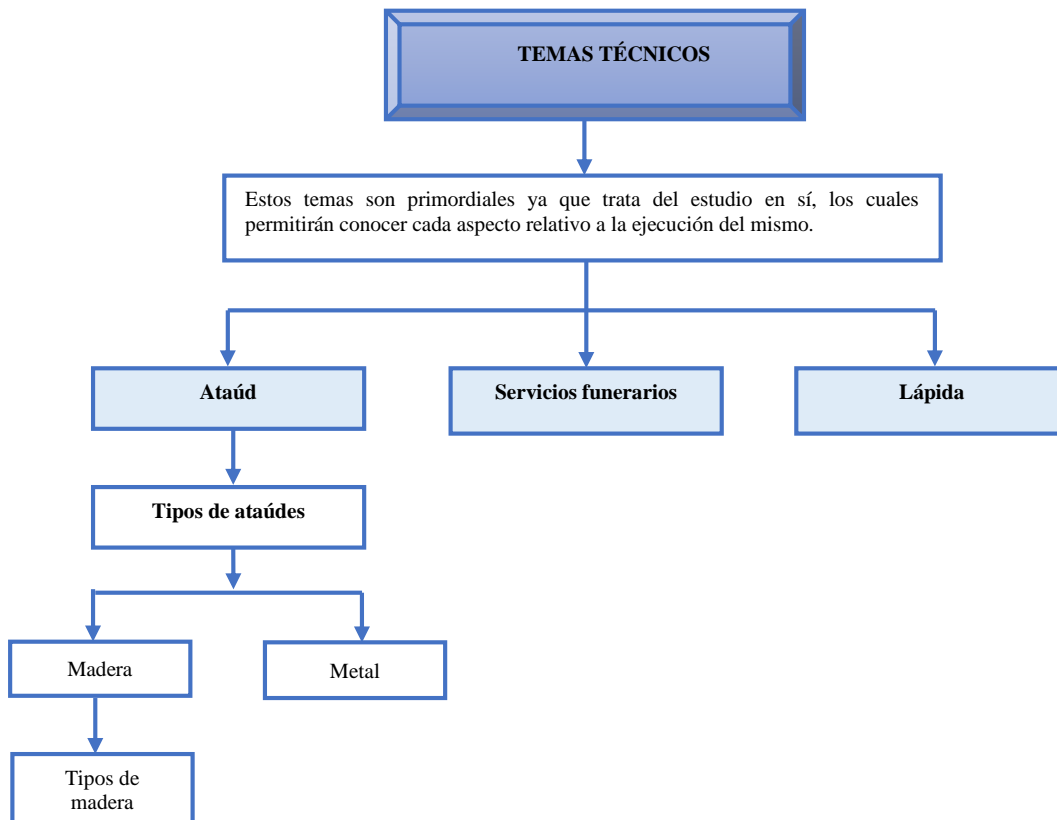 TEMAS TÉCNICOS
Estos temas son primordiales ya que trata del estudio en sí, los cuales
permitirán conocer cada aspecto relativo a la ejecución del mismo.
Ataúd
Servicios funerarios
Lápida
Tipos de ataúdes
Madera
Metal
Tipos de
madera